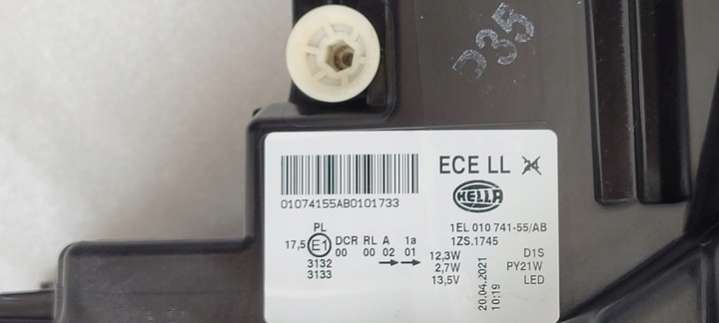 D35
ECE LL 24
HELLA
01074155AB0101733
1EL 010 741-55/AB
1ZS.1745
PL
17,5 E1 DCR RL A 1a
00 00 02 01
3132
3133
12,3W D1S
2,7W PY21W
13,5V LED
20.04.2021
10:19